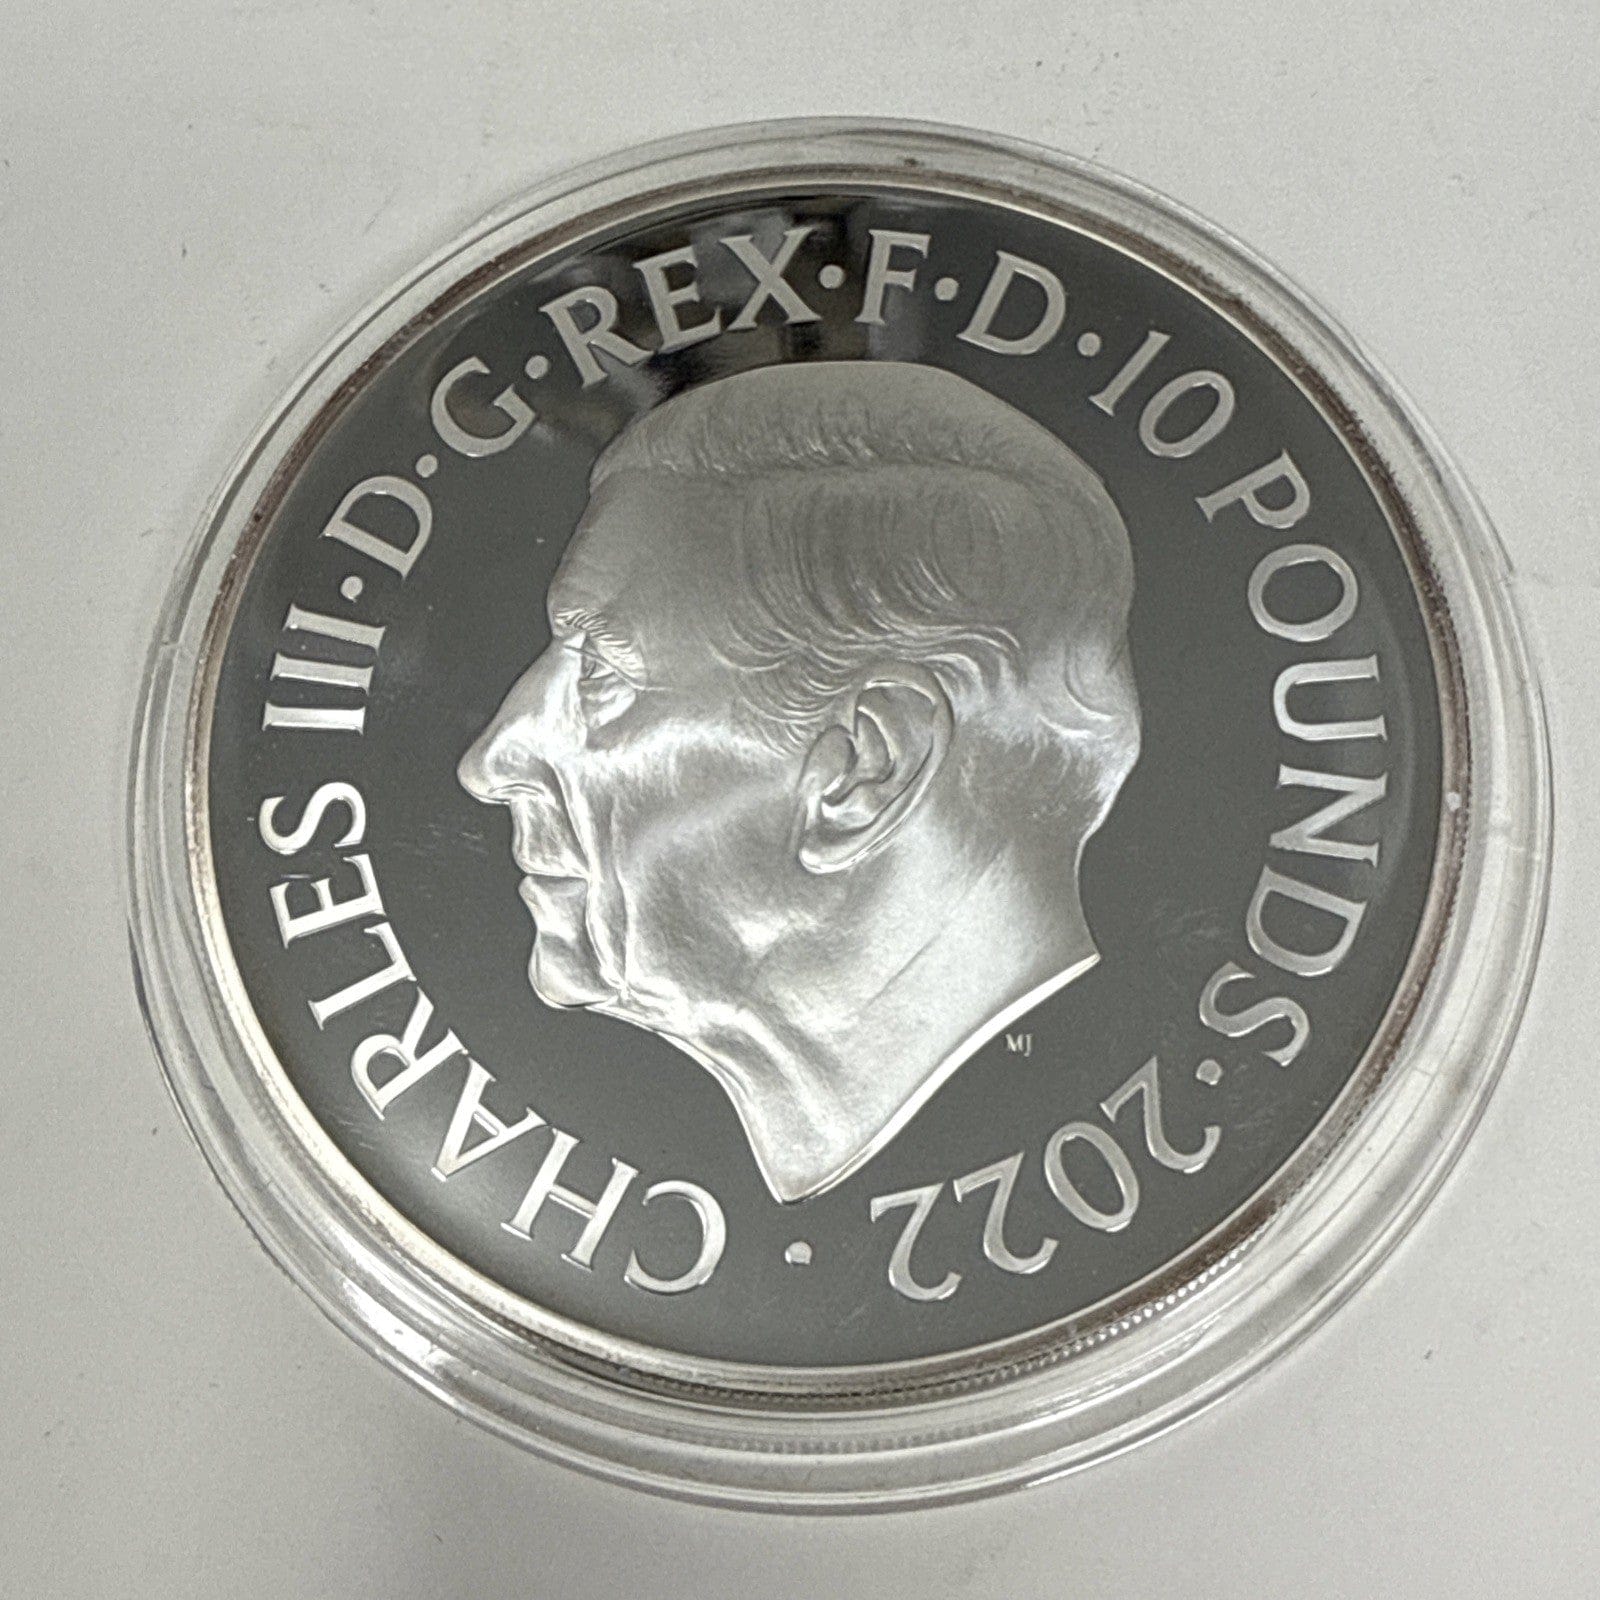 CHARLES III·D·G·REX·F·D·10 POUNDS·2022·
MJ